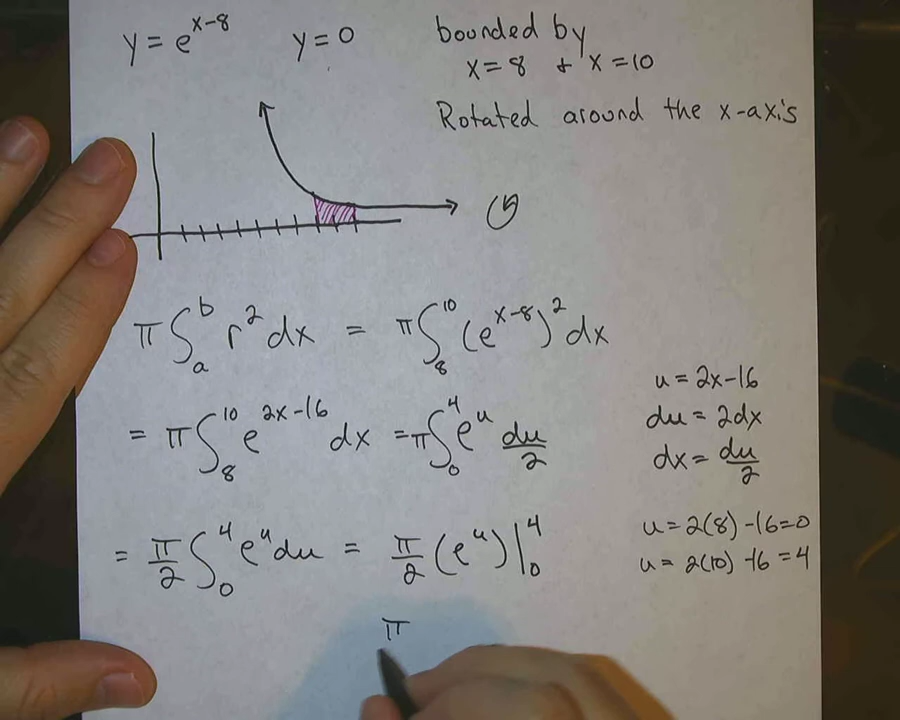 y = e^{x-8} y = 0 bounded by
x = 8 + x = 10
Rotated around the x-axis
π ∫_a^b r^2 dx = π ∫_8^{10} (e^{x-8})^2 dx
= π ∫_8^{10} e^{2x-16} dx = π ∫_0^4 e^u du/2
u = 2x-16
du = 2dx
dx = du/2
= π/2 ∫_0^4 e^u du = π/2 (e^u)|_0^4
u = 2(8) -16=0
u = 2(10) -16 = 4
π